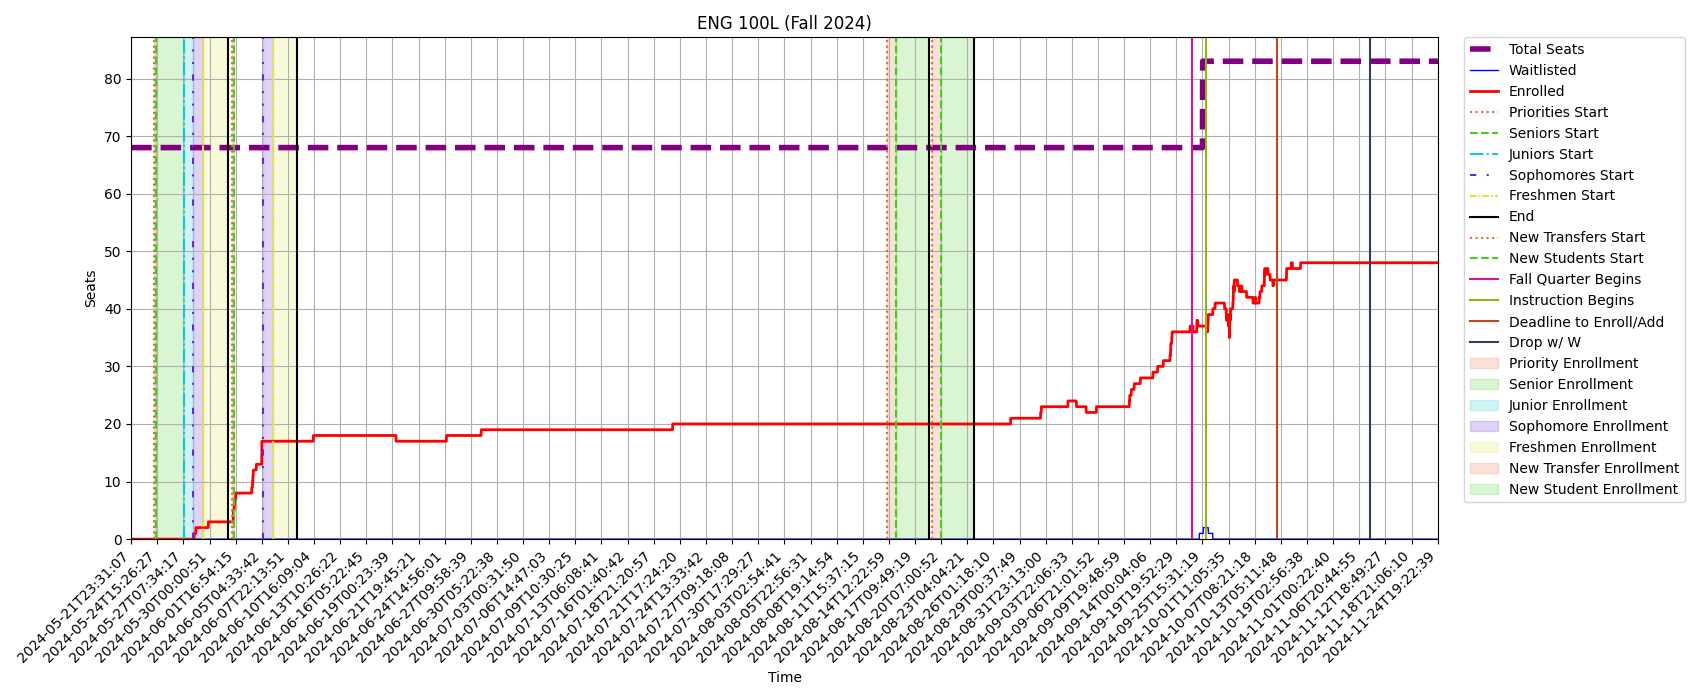 ENG 100L (Fall 2024)
Seats
80
70
60
50
40
30
20
10
0
2024-05-21T23:31:07
2024-05-24T15:26:27
2024-05-27T07:34:17
2024-05-30T00:00:51
2024-06-01T16:54:15
2024-06-05T04:33:42
2024-06-07T22:13:51
2024-06-10T16:09:04
2024-06-13T10:26:22
2024-06-16T05:22:45
2024-06-19T00:23:39
2024-06-21T19:45:21
2024-06-24T14:56:01
2024-06-27T09:58:39
2024-06-30T05:22:38
2024-07-03T00:31:50
2024-07-06T14:47:03
2024-07-09T10:30:25
2024-07-13T06:08:41
2024-07-16T01:40:42
2024-07-18T21:20:57
2024-07-21T17:24:20
2024-07-24T13:33:42
2024-07-27T09:18:08
2024-07-30T17:29:27
2024-08-03T02:54:41
2024-08-05T22:56:31
2024-08-08T19:14:54
2024-08-11T15:37:15
2024-08-14T12:22:59
2024-08-17T09:49:19
2024-08-20T07:00:52
2024-08-23T04:04:21
2024-08-26T01:18:10
2024-08-29T00:37:49
2024-08-31T23:13:00
2024-09-03T22:06:33
2024-09-06T21:01:52
2024-09-09T19:48:59
2024-09-14T00:04:06
2024-09-19T19:52:29
2024-09-25T15:31:19
2024-10-01T11:05:35
2024-10-07T08:21:18
2024-10-13T05:11:48
2024-10-19T02:56:38
2024-11-01T00:22:40
2024-11-06T20:44:55
2024-11-12T18:49:27
2024-11-18T21:06:10
2024-11-24T19:22:39
Time
Total Seats
Waitlisted
Enrolled
Priorities Start
Seniors Start
Juniors Start
Sophomores Start
Freshmen Start
End
New Transfers Start
New Students Start
Fall Quarter Begins
Instruction Begins
Deadline to Enroll/Add
Drop w/ W
Priority Enrollment
Senior Enrollment
Junior Enrollment
Sophomore Enrollment
Freshmen Enrollment
New Transfer Enrollment
New Student Enrollment